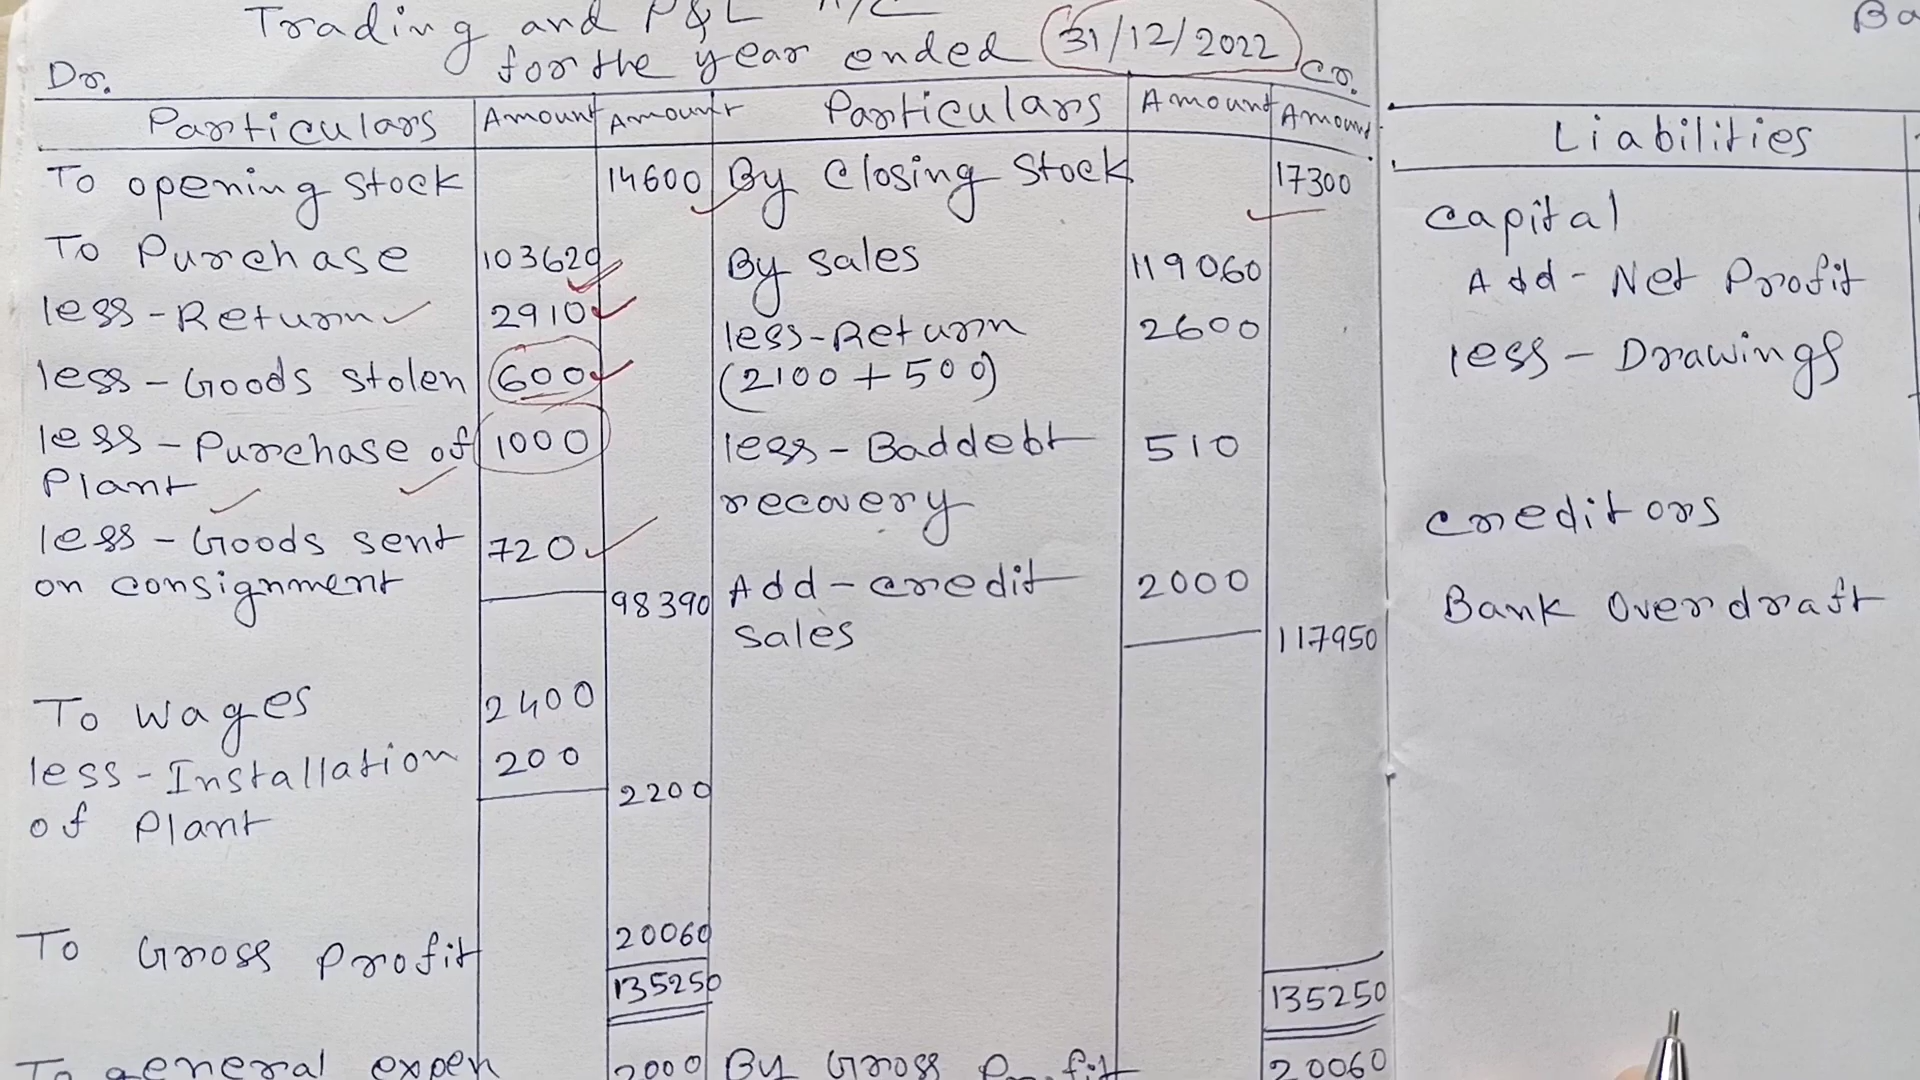 Trading and P&L A/C
for the year ended 31/12/2022
Dr. Cr.
Particulars Amount Amount Particulars Amount Amount
To opening stock 14600 By Closing Stock 17300
To Purchase 103620 By sales 119060
less-Return 2910 less-Return 2600
less-Goods stolen 600 (2100+500)
less-Purchase of 1000 less-Baddebt 510
Plant recovery
less-Goods sent 720
on consignment 98390 Add-credit 2000
sales 117950
To Wages 2400
less-Installation 200
of Plant 2200
To Gross Profit 20060
135250 135250
To general expen 2000 By Gross Profit 20060
Ba
Liabilities
Capital
Add-Net Profit
less-Drawings
Creditors
Bank Overdraft